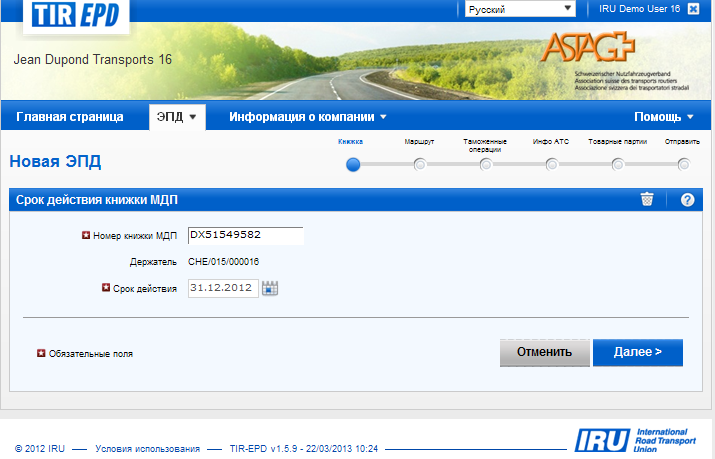 TIR EPD
Русский
IRU Demo User 16
Jean Dupond Transports 16
ASTAG
Schweizerischer Nutzfahrzeugverband
Association suisse des transports routiers
Associazione svizzera dei trasportatori stradali
Главная страница
ЭПД
Информация о компании
Помощь
Новая ЭПД
Книжка
Маршрут
Таможенные операции
Инфо АТС
Товарные партии
Отправить
Срок действия книжки МДП
?
Номер книжки МДП
DX51549582
Держатель
CHE/015/000016
Срок действия
31.12.2012
Обязательные поля
Отменить
Далее >
© 2012 IRU
Условия использования
TIR-EPD v1.5.9 - 22/03/2013 10:24
IRU
International
Road Transport
Union